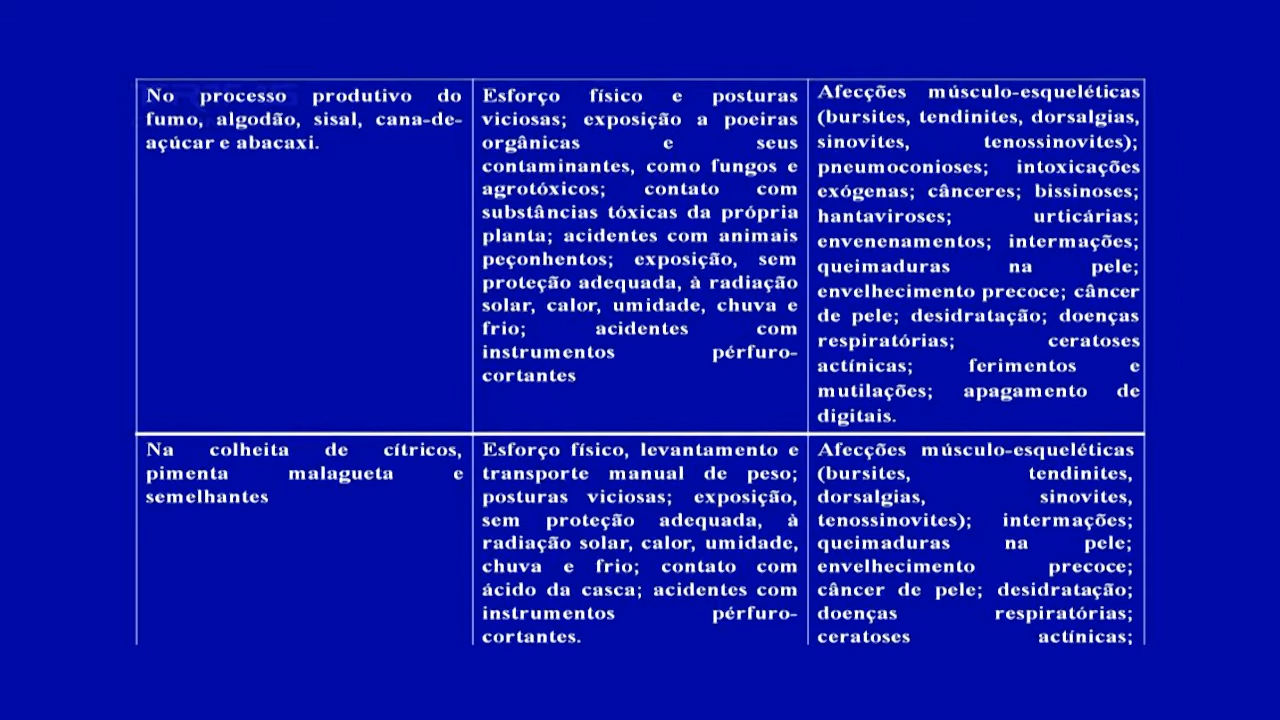 No processo produtivo do
fumo, algodão, sisal, cana-de-
açúcar e abacaxi.
Esforço físico e posturas
viciosas; exposição a poeiras
orgânicas e seus
contaminantes, como fungos e
agrotóxicos; contato com
substâncias tóxicas da própria
planta; acidentes com animais
peçonhentos; exposição, sem
proteção adequada, à radiação
solar, calor, umidade, chuva e
frio; acidentes com
instrumentos pérfuro-
cortantes
Afecções músculo-esqueléticas
(bursites, tendinites, dorsalgias,
sinovites, tenossinovites);
pneumoconioses; intoxicações
exógenas; cânceres; bissinoses;
hantaviroses; urticárias;
envenenamentos; intermações;
queimaduras na pele;
envelhecimento precoce; câncer
de pele; desidratação; doenças
respiratórias; ceratoses
actínicas; ferimentos e
mutilações; apagamento de
digitais.
Na colheita de cítricos,
pimenta malagueta e
semelhantes
Esforço físico, levantamento e
transporte manual de peso;
posturas viciosas; exposição,
sem proteção adequada, à
radiação solar, calor, umidade,
chuva e frio; contato com
ácido da casca; acidentes com
instrumentos pérfuro-
cortantes.
Afecções músculo-esqueléticas
(bursites, tendinites,
dorsalgias, sinovites,
tenossinovites); intermações;
queimaduras na pele;
envelhecimento precoce;
câncer de pele; desidratação;
doenças respiratórias;
ceratoses actínicas;